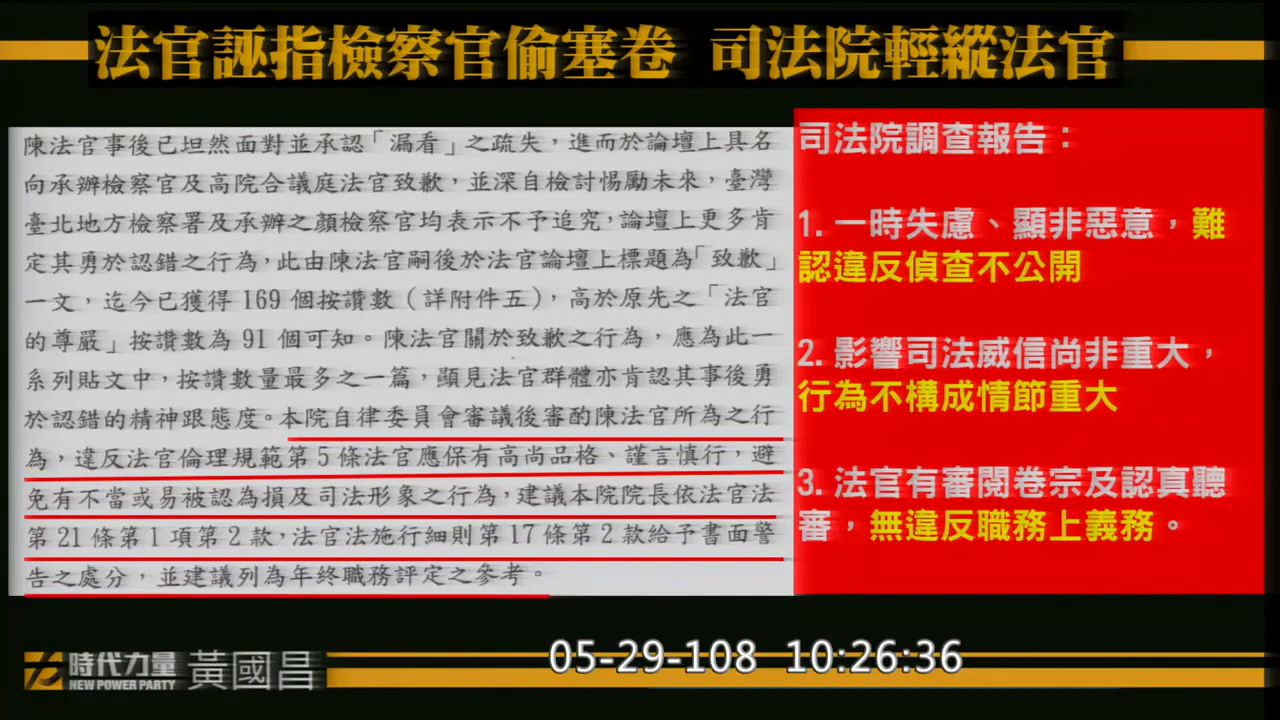 法官誣指檢察官偷塞卷 司法院輕縱法官
陳法官事後已坦然面對並承認「漏看」之疏失，進而於論壇上具名
向承辦檢察官及高院合議庭法官致歉，並深自檢討惕勵未來，臺灣
臺北地方檢察署及承辦之顏檢察官均表示不予追究，論壇上更多肯
定其勇於認錯之行為，此由陳法官嗣後於法官論壇上標題為「致歉」
一文，迄今已獲得 169 個按讚數（詳附件五），高於原先之「法官
的尊嚴」按讚數為 91 個可知。陳法官關於致歉之行為，應為此一
系列貼文中，按讚數量最多之一篇，顯見法官群體亦肯認其事後勇
於認錯的精神跟態度。本院自律委員會審議後審酌陳法官所為之行
為，違反法官倫理規範第 5 條法官應保有高尚品格、謹言慎行，避
免有不當或易被認為損及司法形象之行為，建議本院院長依法官法
第 21 條第 1 項第 2 款，法官法施行細則第 17 條第 2 款給予書面警
告之處分，並建議列為年終職務評定之參考。
司法院調查報告：
1. 一時失慮、顯非惡意，難
認違反偵查不公開
2. 影響司法威信尚非重大，
行為不構成情節重大
3. 法官有審閱卷宗及認真聽
審，無違反職務上義務。
時代力量 黃國昌
NEW POWER PARTY
05-29-108 10:26:36